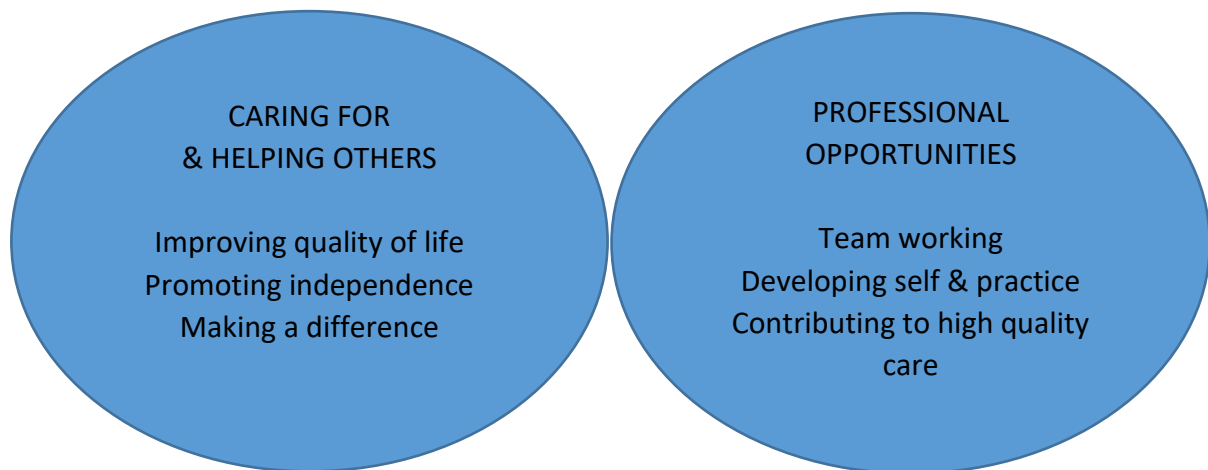 CARING FOR
& HELPING OTHERS
Improving quality of life
Promoting independence
Making a difference
PROFESSIONAL
OPPORTUNITIES
Team working
Developing self & practice
Contributing to high quality
care